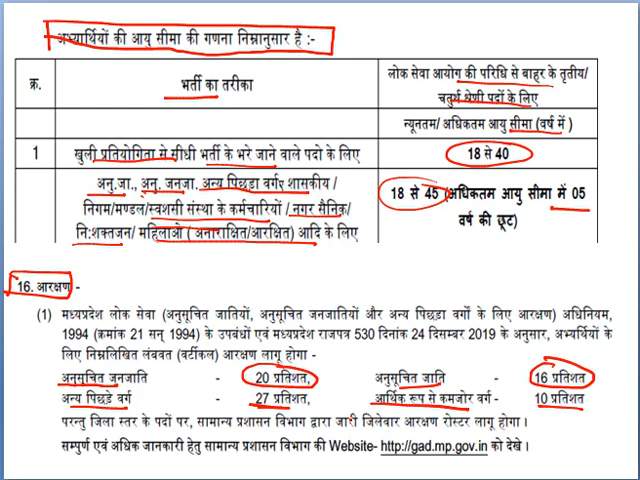 अभ्यार्थियों की आयु सीमा की गणना निम्नानुसार है :-
क्र. भर्ती का तरीका लोक सेवा आयोग की परिधि से बाहर के तृतीय/
चतुर्थ श्रेणी पदों के लिए
न्यूनतम/ अधिकतम आयु सीमा (वर्ष में)
1 खुली प्रतियोगिता से सीधी भर्ती के भरे जाने वाले पदो के लिए 18 से 40
अनु.जा., अनु. जनजा. अन्य पिछड़ा वर्गए शासकीय/
निगम/मण्डल/स्वशसी संस्था के कर्मचारियों /नगर सैनिक/
नि:शक्तजन/ महिलाओ ( अनाराक्षित/आरक्षित) आदि के लिए
18 से 45 (अधिकतम आयु सीमा में 05
वर्ष की छूट)
16. आरक्षण -
(1) मध्यप्रदेश लोक सेवा (अनुसूचित जातियों, अनुसूचित जनजातियों और अन्य पिछड़ा वर्गो के लिए आरक्षण) अधिनियम,
1994 (क्रमांक 21 सन् 1994) के उपबंधों एवं मध्यप्रदेश राजपत्र 530 दिनांक 24 दिसम्बर 2019 के अनुसार, अभ्यर्थियों के
लिए निम्नलिखित लंबवत (वर्टीकल) आरक्षण लागू होगा -
अनुसूचित जनजाति - 20 प्रतिशत, अनुसूचित जाति - 16 प्रतिशत
अन्य पिछड़े वर्ग - 27 प्रतिशत, आर्थिक रूप से कमजोर वर्ग - 10 प्रतिशत
परन्तु जिला स्तर के पदों पर, सामान्य प्रशासन विभाग द्वारा जारी जिलेवार आरक्षण रोस्टर लागू होगा।
सम्पुर्ण एवं अधिक जानकारी हेतु सामान्य प्रशासन विभाग की Website- http://gad.mp.gov.in को देखे।